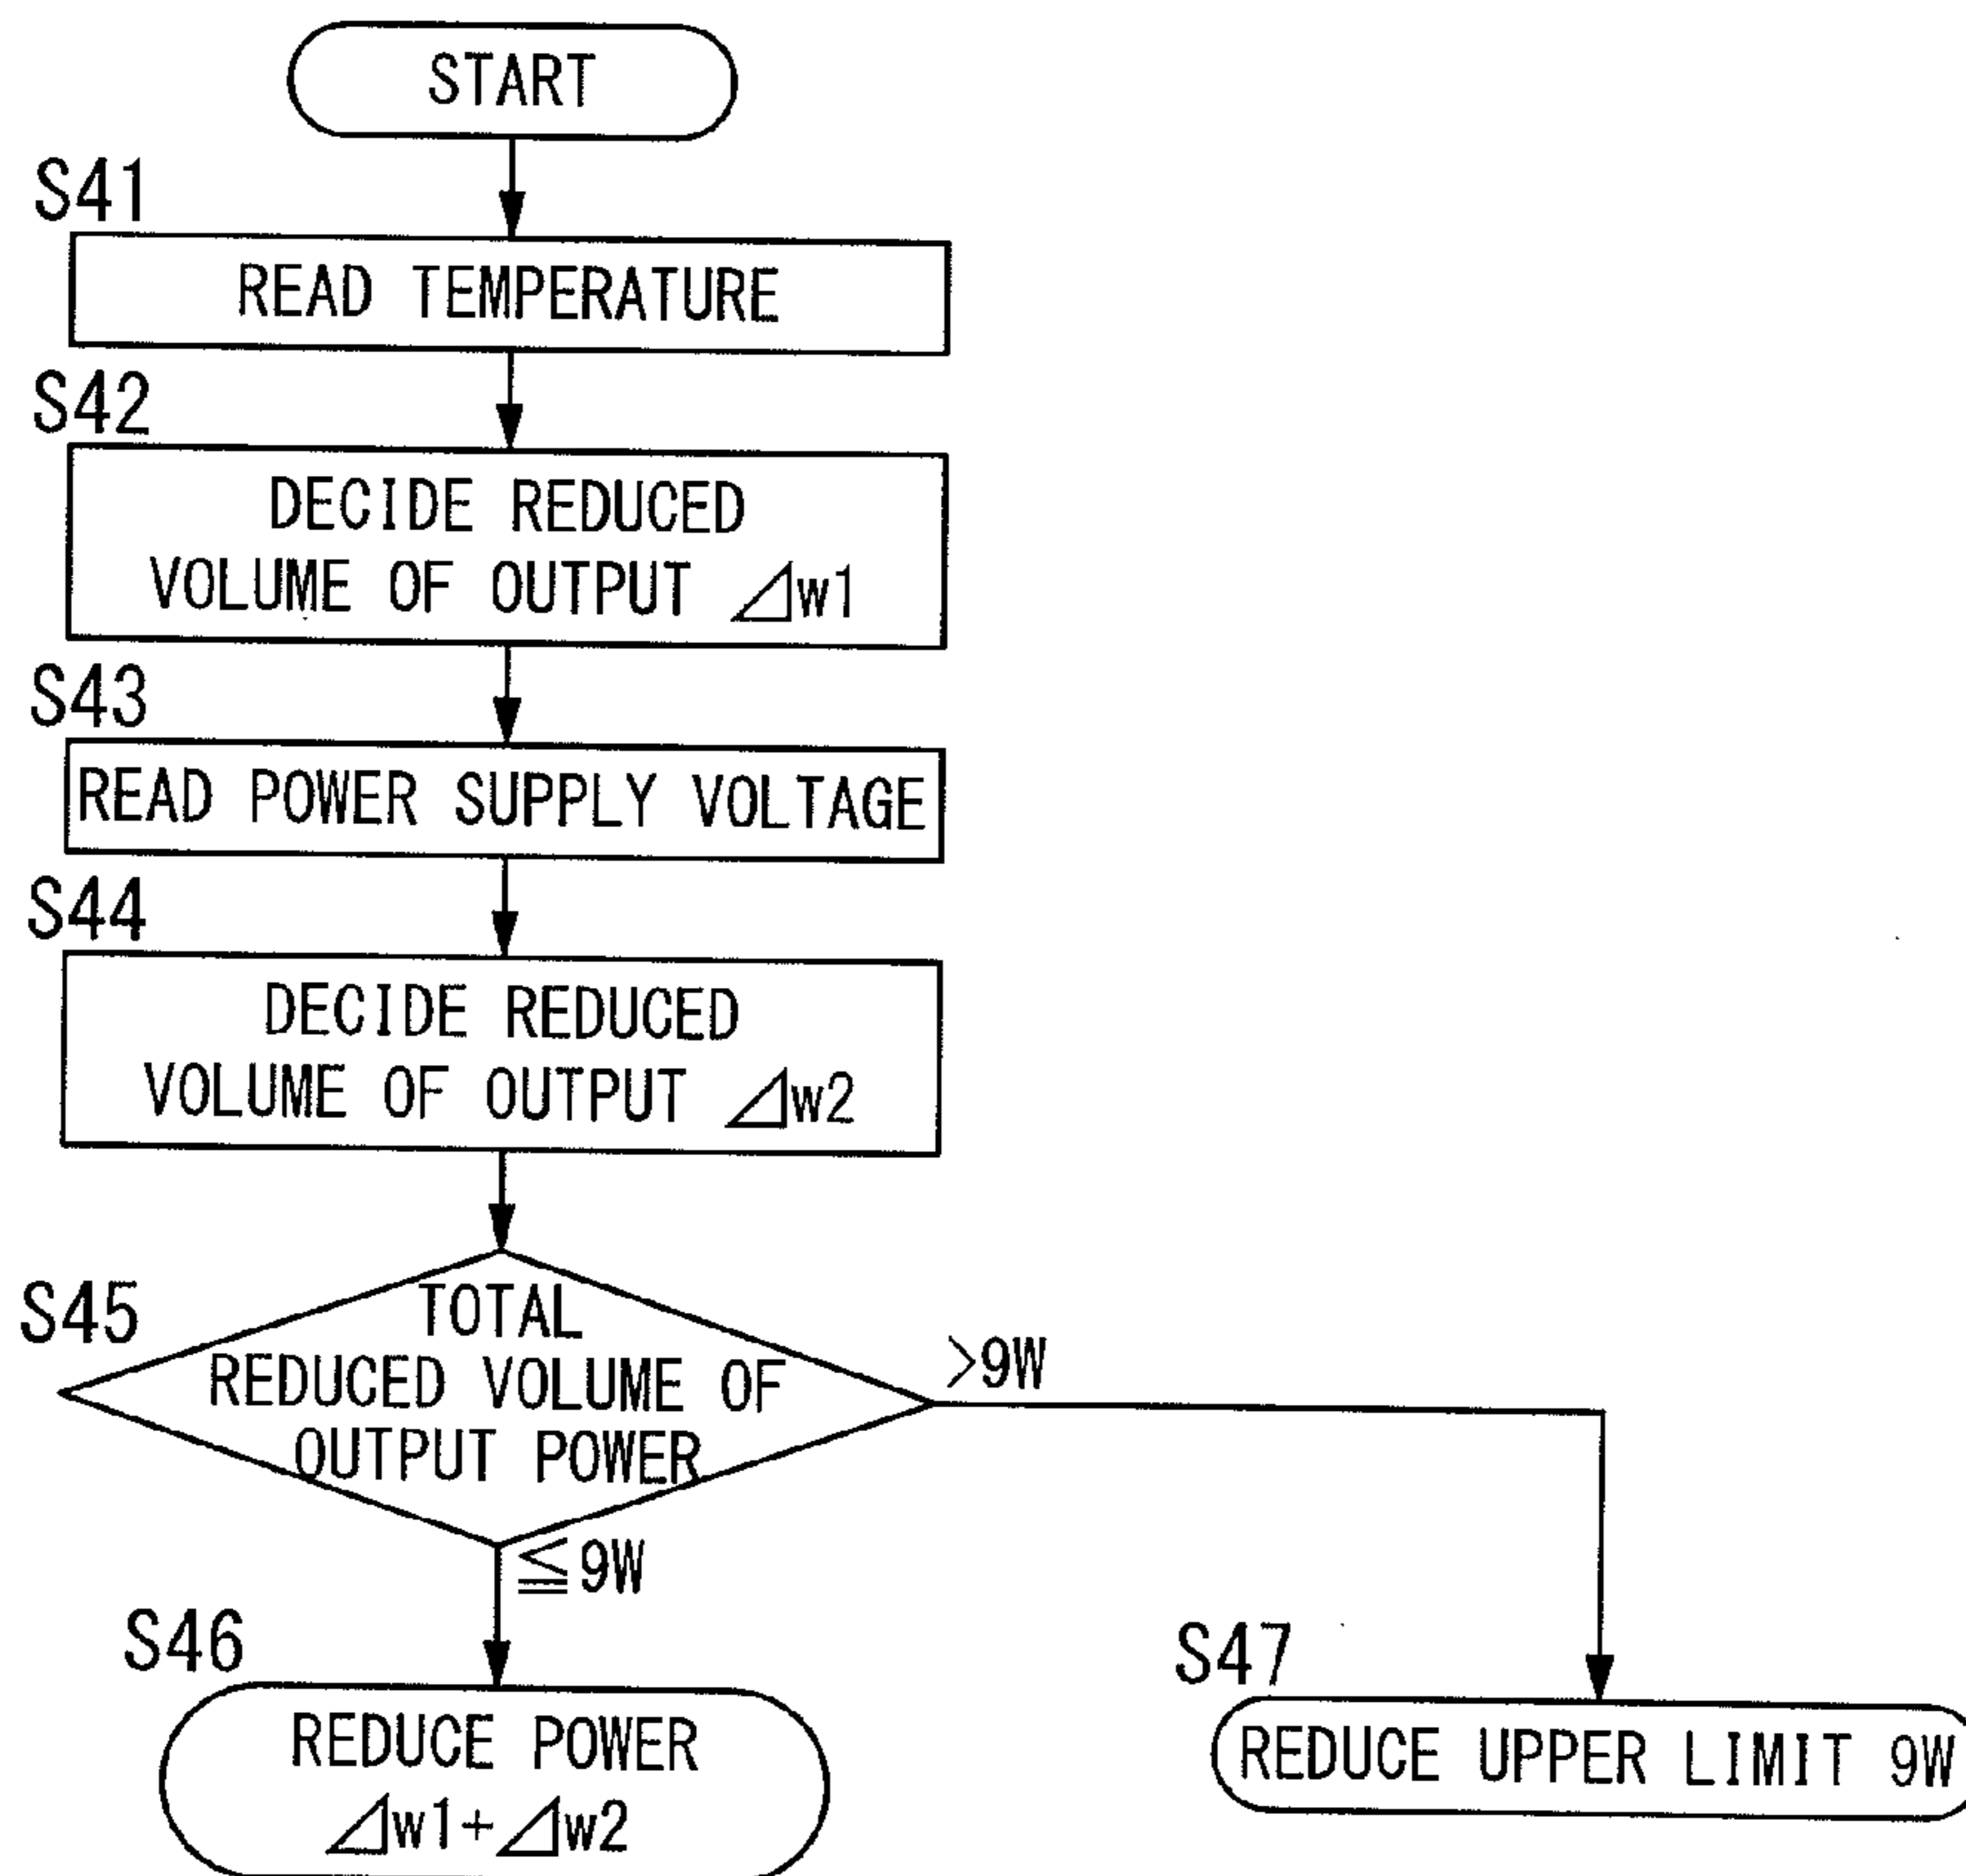 START
S41
READ TEMPERATURE
S42
DECIDE REDUCED
VOLUME OF OUTPUT ⊿w1
S43
READ POWER SUPPLY VOLTAGE
S44
DECIDE REDUCED
VOLUME OF OUTPUT ⊿w2
S45
TOTAL
REDUCED VOLUME OF
OUTPUT POWER
>9W
≦9W
S46
REDUCE POWER
⊿w1+⊿w2
S47
REDUCE UPPER LIMIT 9W